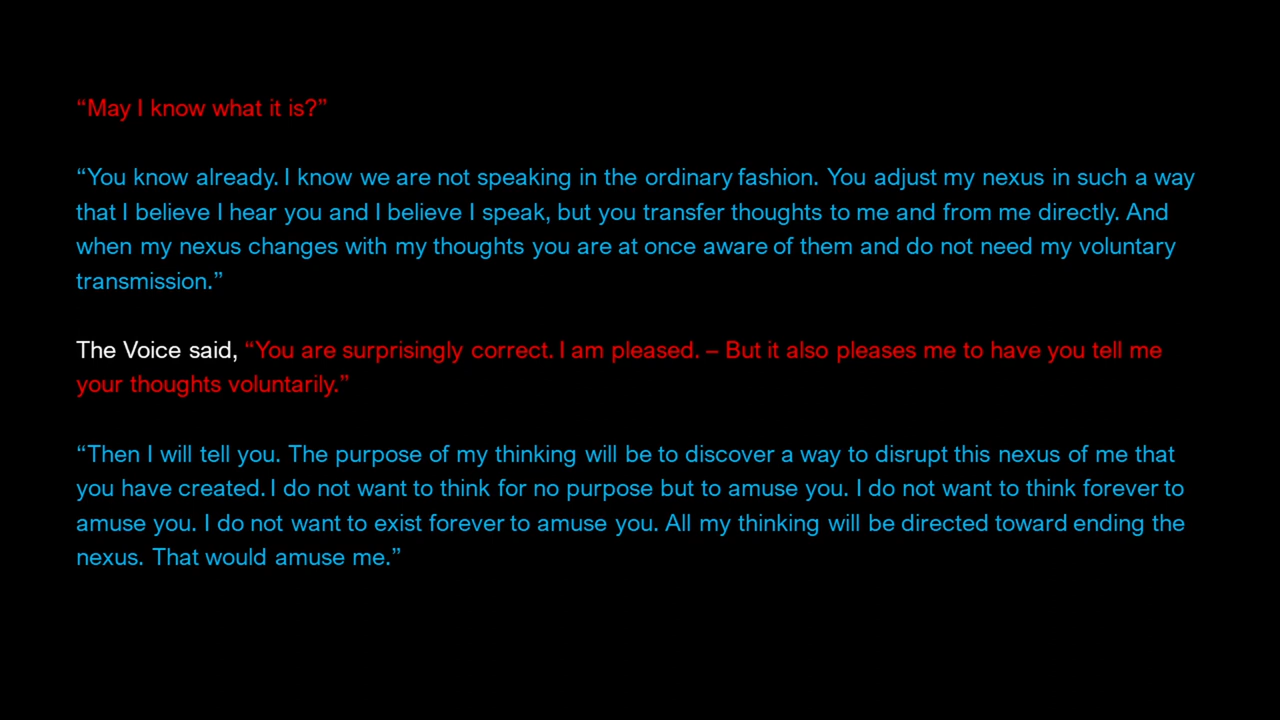 “May I know what it is?”
“You know already. I know we are not speaking in the ordinary fashion. You adjust my nexus in such a way
that I believe I hear you and I believe I speak, but you transfer thoughts to me and from me directly. And
when my nexus changes with my thoughts you are at once aware of them and do not need my voluntary
transmission.”
The Voice said, “You are surprisingly correct. I am pleased. – But it also pleases me to have you tell me
your thoughts voluntarily.”
“Then I will tell you. The purpose of my thinking will be to discover a way to disrupt this nexus of me that
you have created. I do not want to think for no purpose but to amuse you. I do not want to think forever to
amuse you. I do not want to exist forever to amuse you. All my thinking will be directed toward ending the
nexus. That would amuse me.”